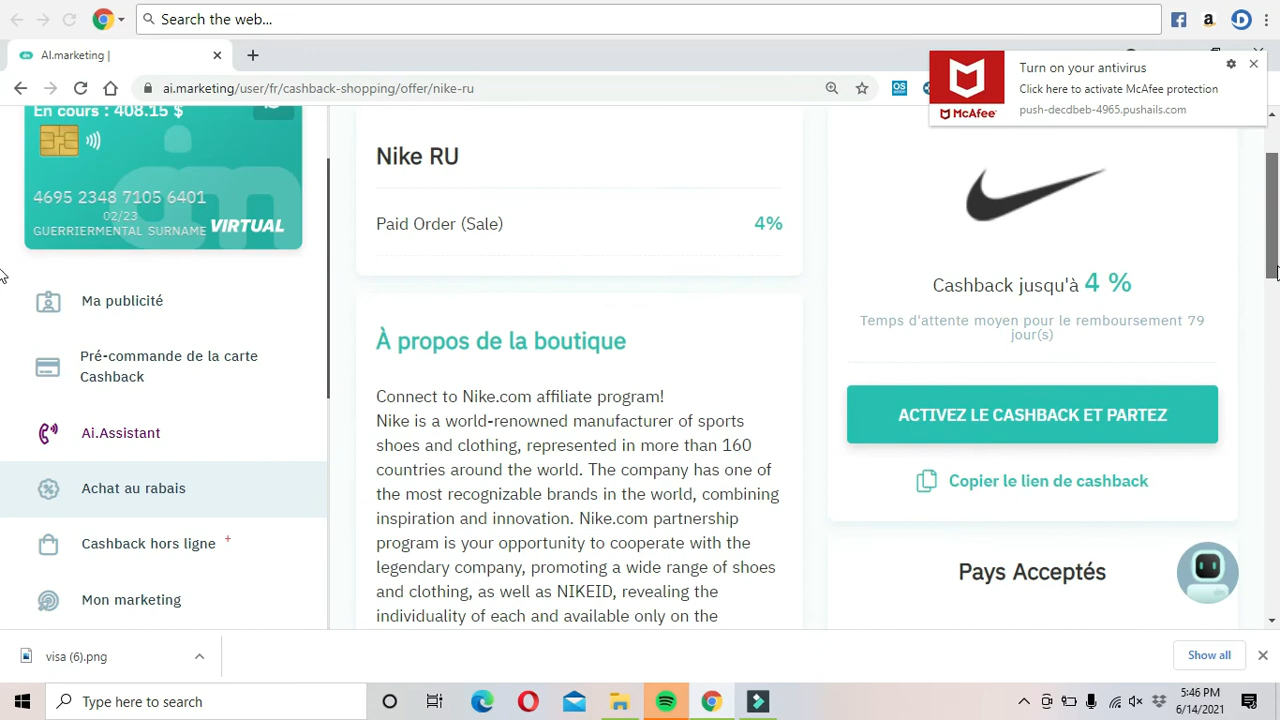 Search the web...
AI.marketing |
ai.marketing/user/fr/cashback-shopping/offer/nike-ru
Turn on your antivirus
Click here to activate McAfee protection
push-decdbeb-4965.pushails.com
McAfee
En cours : 408.15 $
4695 2348 7105 6401
02/23
GUERRIERMENTAL SURNAME
VIRTUAL
Ma publicité
Pré-commande de la carte
Cashback
Ai.Assistant
Achat au rabais
Cashback hors ligne +
Mon marketing
Nike RU
Paid Order (Sale) 4%
À propos de la boutique
Connect to Nike.com affiliate program!
Nike is a world-renowned manufacturer of sports
shoes and clothing, represented in more than 160
countries around the world. The company has one of
the most recognizable brands in the world, combining
inspiration and innovation. Nike.com partnership
program is your opportunity to cooperate with the
legendary company, promoting a wide range of shoes
and clothing, as well as NIKEID, revealing the
individuality of each and available only on the
Cashback jusqu'à 4 %
Temps d'attente moyen pour le remboursement 79
jour(s)
ACTIVEZ LE CASHBACK ET PARTEZ
Copier le lien de cashback
Pays Acceptés
visa (6).png
Show all
Type here to search
5:46 PM
6/14/2021